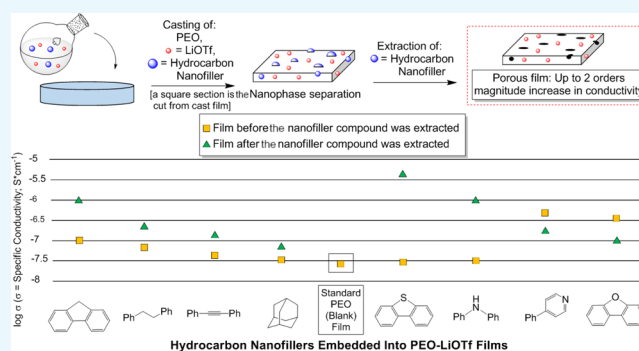 Casting of:
PEO,
= LiOTf,
= Hydrocarbon
Nanofiller
[a square section is the
cut from cast film]
Nanophase separation
Extraction of:
= Hydrocarbon
Nanofiller
Porous film: Up to 2 orders
magnitude increase in conductivity
Film before the nanofiller compound was extracted
Film after the nanofiller compound was extracted
log σ (σ = Specific Conductivity; S*cm⁻¹)
-5
-5.5
-6
-6.5
-7
-7.5
-8
Ph
Ph
Ph
Ph
Standard
PEO
(Blank)
Film
S
H
N
Ph
Ph
Ph
N
O
Hydrocarbon Nanofillers Embedded Into PEO-LiOTf Films